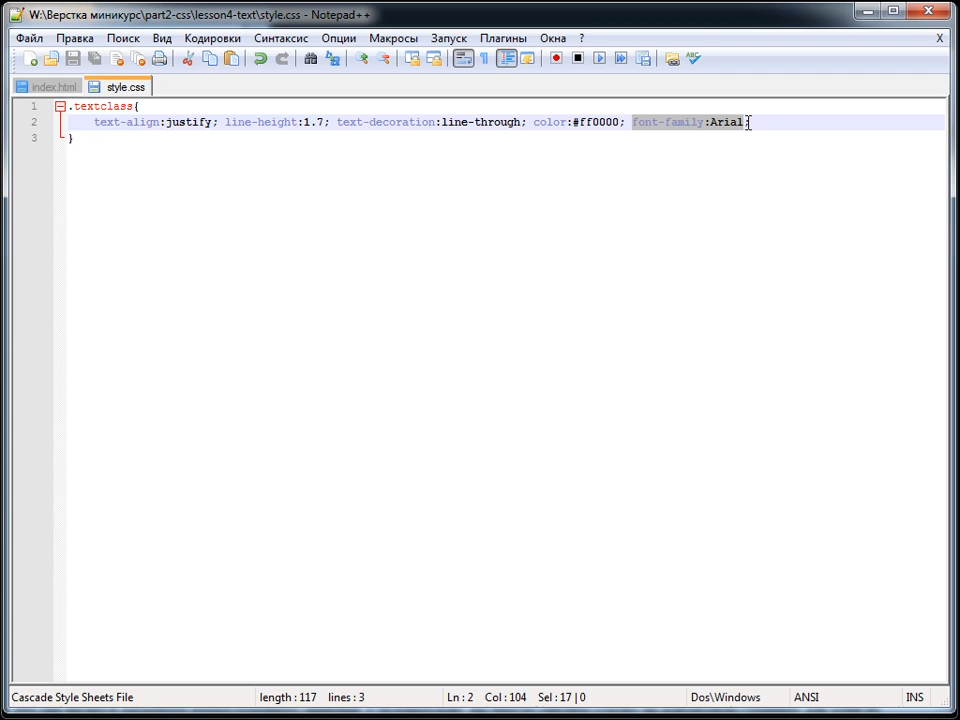 W:\Верстка миникурс\part2-css\lesson4-text\style.css - Notepad++
Файл Правка Поиск Вид Кодировки Синтаксис Опции Макросы Запуск Плагины Окна ? X
index.html style.css
1 .textclass{
2 text-align:justify; line-height:1.7; text-decoration:line-through; color:#ff0000; font-family:Arial;
3 }
Cascade Style Sheets File length : 117 lines : 3 Ln : 2 Col : 104 Sel : 17 | 0 Dos\Windows ANSI INS